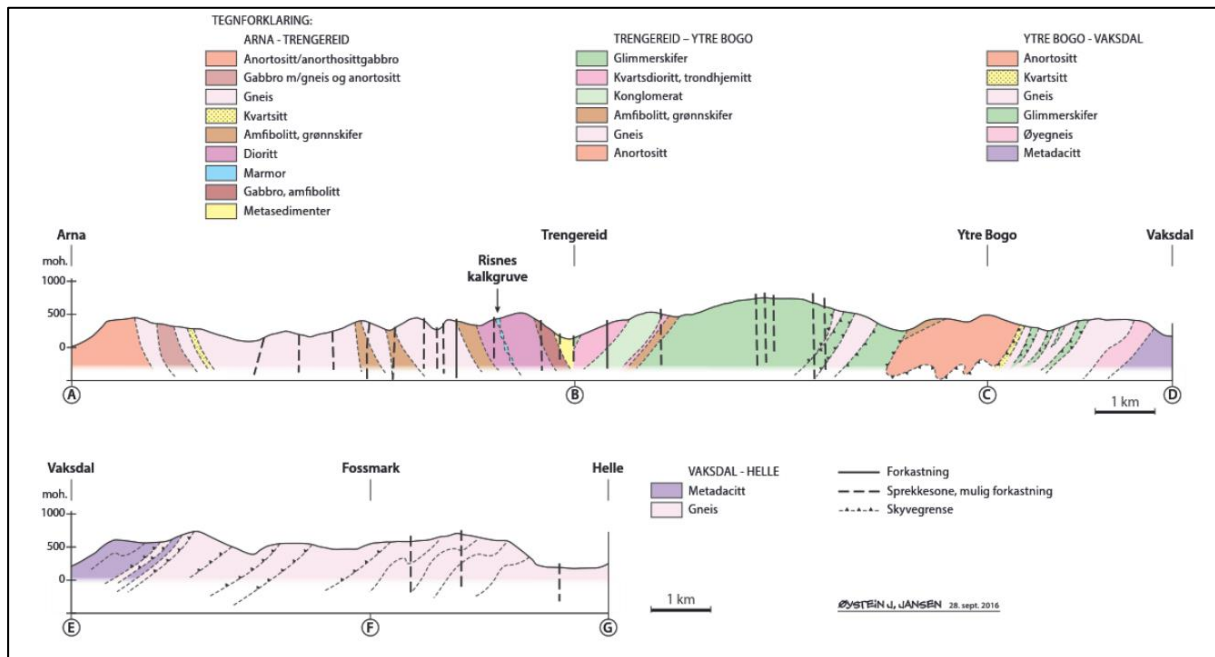 TEGNFORKLARING:
ARNA - TRENGEREID
Anortositt/anorthosittgabbro
Gabbro m/gneis og anortositt
Gneis
Kvartsitt
Amfibolitt, grønnskifer
Dioritt
Marmor
Gabbro, amfibolitt
Metasedimenter
TRENGEREID – YTRE BOGO
Glimmerskifer
Kvartsdioritt, trondhjemitt
Konglomerat
Amfibolitt, grønnskifer
Gneis
Anortositt
YTRE BOGO - VAKSDAL
Anortositt
Kvartsitt
Gneis
Glimmerskifer
Øyegneis
Metadacitt
Arna
Trengereid
Ytre Bogo
Vaksdal
moh.
Risnes
kalkgruve
1000
500
0
A
B
C
D
1 km
Vaksdal
Fossmark
Helle
moh.
1000
500
0
E
F
G
VAKSDAL - HELLE
Metadacitt
Gneis
Forkastning
Sprekkesone, mulig forkastning
Skyvegrense
1 km
ØYSTEIN J, JANSEN 28. sept. 2016